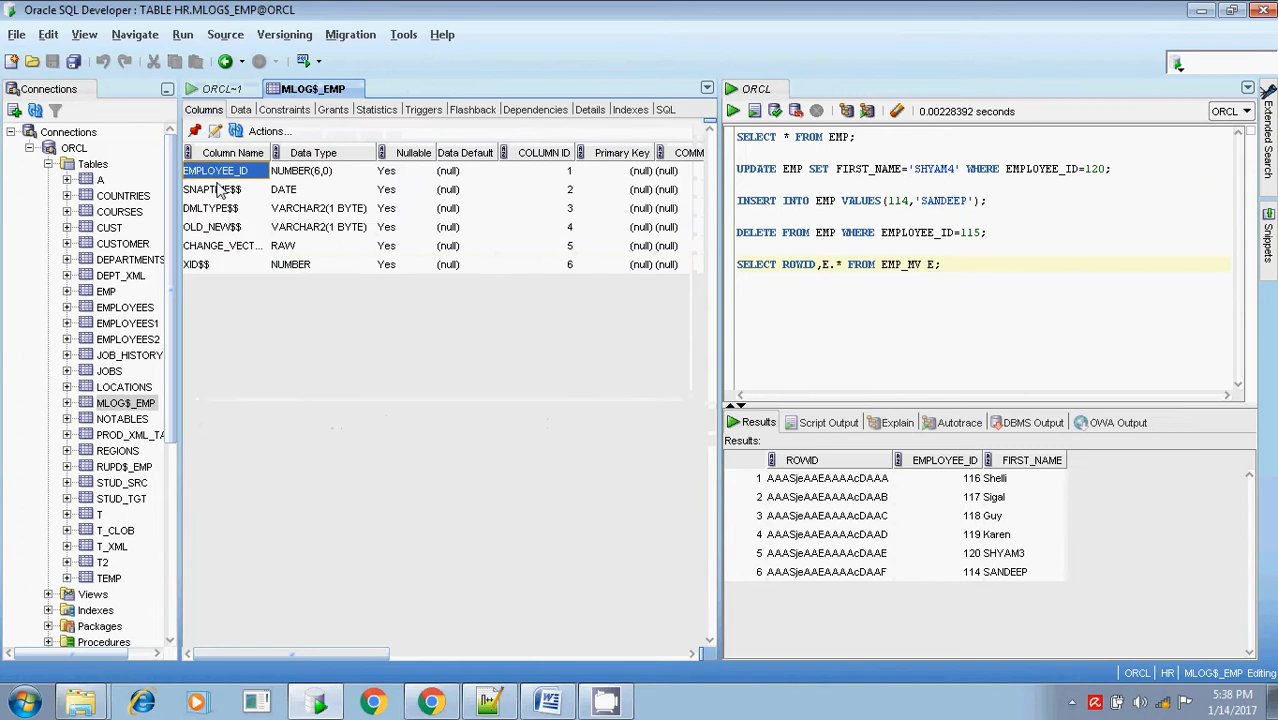 Oracle SQL Developer : TABLE HR.MLOG$_EMP@ORCL
File Edit View Navigate Run Source Versioning Migration Tools Help
Connections
Connections
ORCL
Tables
A
COUNTRIES
COURSES
CUST
CUSTOMER
DEPARTMENTS
DEPT_XML
EMP
EMPLOYEES
EMPLOYEES1
EMPLOYEES2
JOB_HISTORY
JOBS
LOCATIONS
MLOG$_EMP
NOTABLES
PROD_XML_TA
REGIONS
RUPD$_EMP
STUD_SRC
STUD_TGT
T
T_CLOB
T_XML
T2
TEMP
Views
Indexes
Packages
Procedures
ORCL~1 MLOG$_EMP
Columns Data Constraints Grants Statistics Triggers Flashback Dependencies Details Indexes SQL
Actions...
Column Name Data Type Nullable Data Default COLUMN ID Primary Key COMM
EMPLOYEE_ID NUMBER(6,0) Yes (null) 1 (null) (null)
SNAPTIME$$ DATE Yes (null) 2 (null) (null)
DMLTYPE$$ VARCHAR2(1 BYTE) Yes (null) 3 (null) (null)
OLD_NEW$$ VARCHAR2(1 BYTE) Yes (null) 4 (null) (null)
CHANGE_VECT... RAW Yes (null) 5 (null) (null)
XID$$ NUMBER Yes (null) 6 (null) (null)
ORCL
0.00228392 seconds ORCL
SELECT * FROM EMP;
UPDATE EMP SET FIRST_NAME='SHYAM4' WHERE EMPLOYEE_ID=120;
INSERT INTO EMP VALUES(114,'SANDEEP');
DELETE FROM EMP WHERE EMPLOYEE_ID=115;
SELECT ROWID,E.* FROM EMP_MV E;
Results Script Output Explain Autotrace DBMS Output OWA Output
Results:
ROWID EMPLOYEE_ID FIRST_NAME
1 AAASjeAAEAAAAcDAAA 116 Shelli
2 AAASjeAAEAAAAcDAAB 117 Sigal
3 AAASjeAAEAAAAcDAAC 118 Guy
4 AAASjeAAEAAAAcDAAD 119 Karen
5 AAASjeAAEAAAAcDAAE 120 SHYAM3
6 AAASjeAAEAAAAcDAAF 114 SANDEEP
Extended Search
Snippets
ORCL HR MLOG$_EMP Editing
5:38 PM
1/14/2017